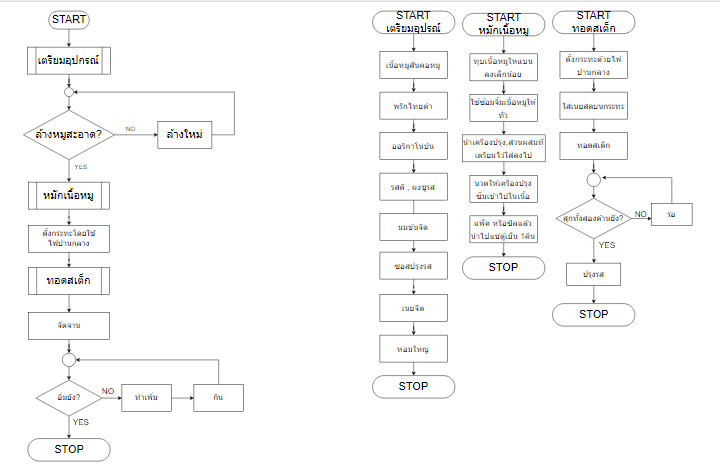 START
เตรียมอุปกรณ์
ล้างหมูสะอาด?
NO
ล้างใหม่
YES
หมักเนื้อหมู
ตั้งกระทะโดยใช้
ไฟปานกลาง
ทอดสเต็ก
จัดจาน
อิ่มยัง?
NO
ทำเพิ่ม
กิน
YES
STOP
START
เตรียมอุปรณ์
เนื้อหมูสันคอหมู
พริกไทยดำ
ออริกาโนป่น
รสดี , ผงชูรส
นมข้นจืด
ซอสปรุงรส
เนยจืด
หอมใหญ่
STOP
START
หมักเนื้อหมู
ทุบเนื้อหมูให้แบน
ลงเล็กน้อย
ใช้ซ้อมจิ้มเนื้อหมูให้
ทั่ว
นำเครื่องปรุง,ส่วนผสมที่
เตรียมไว้ใส่ลงไป
นวดให้เครื่องปรุง
ซึมเข้าไปในเนื้อ
แพ็ค หรือซีลแล้ว
นำไปแช่ตู้เย็น 1คืน
STOP
START
ทอดสเต็ก
ตั้งกระทะด้วยไฟ
ปานกลาง
ใส่เนยสดบนกระทะ
ทอดสเต็ก
สุกทั้งสองด้านยัง?
NO
รอ
YES
ปรุงรส
STOP